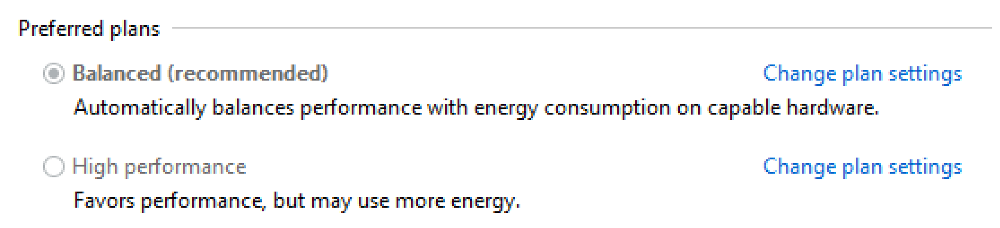 Preferred plans
Balanced (recommended) Change plan settings
Automatically balances performance with energy consumption on capable hardware.
High performance Change plan settings
Favors performance, but may use more energy.